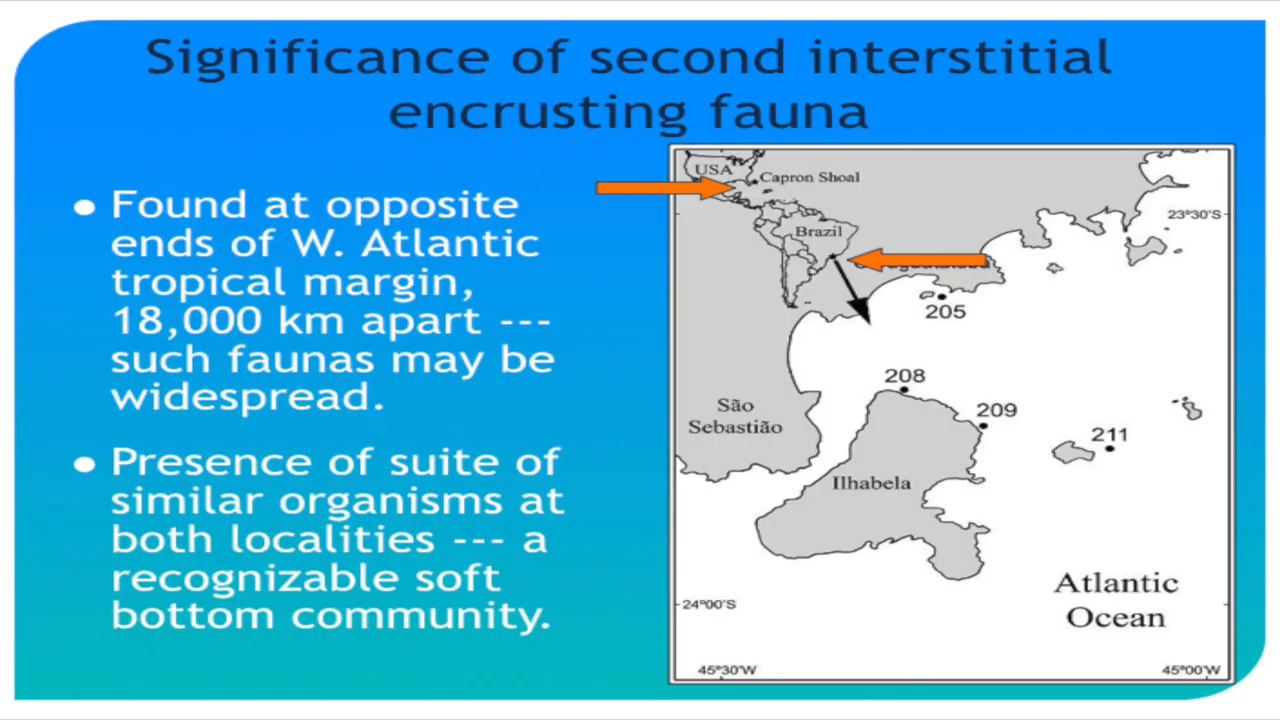 Significance of second interstitial
encrusting fauna
● Found at opposite
ends of W. Atlantic
tropical margin,
18,000 km apart ---
such faunas may be
widespread.
● Presence of suite of
similar organisms at
both localities --- a
recognizable soft
bottom community.
USA
Capron Shoal
Brazil
23°30'S
205
208
209
211
São
Sebastião
Ilhabela
Atlantic
Ocean
24°00'S
45°30'W
45°00'W